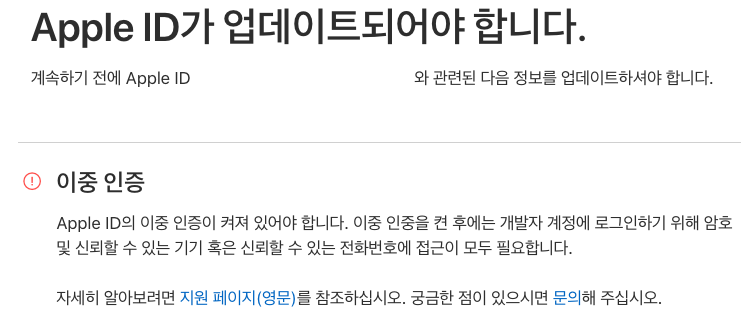 Apple ID가 업데이트되어야 합니다.
계속하기 전에 Apple ID 와 관련된 다음 정보를 업데이트하셔야 합니다.
이중 인증
Apple ID의 이중 인증이 켜져 있어야 합니다. 이중 인중을 켠 후에는 개발자 계정에 로그인하기 위해 암호
및 신뢰할 수 있는 기기 혹은 신뢰할 수 있는 전화번호에 접근이 모두 필요합니다.
자세히 알아보려면 지원 페이지(영문)를 참조하십시오. 궁금한 점이 있으시면 문의해 주십시오.